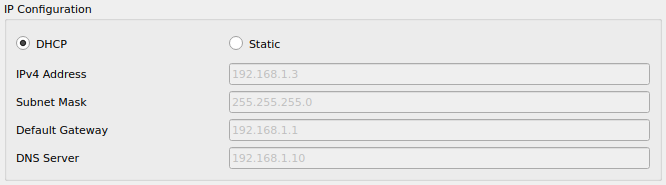 IP Configuration
DHCP Static
IPv4 Address 192.168.1.3
Subnet Mask 255.255.255.0
Default Gateway 192.168.1.1
DNS Server 192.168.1.10